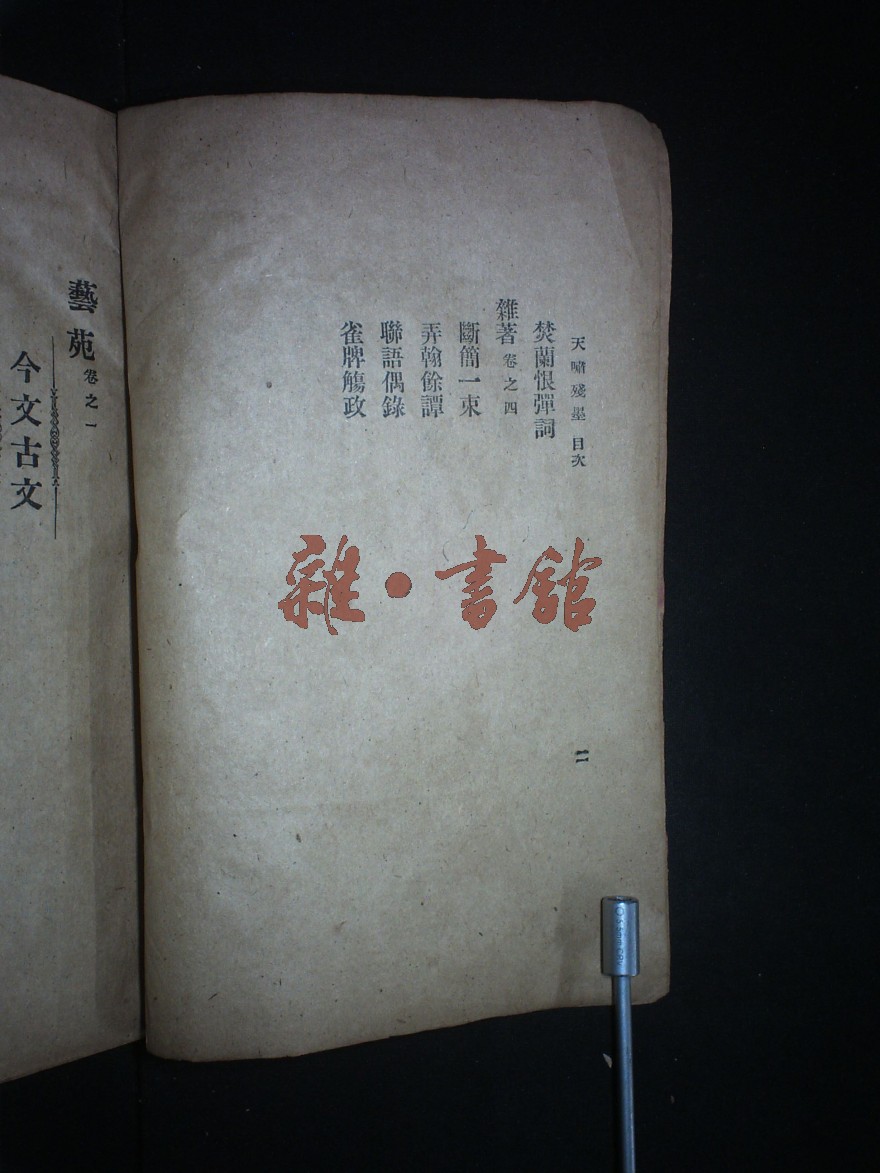 天嘯殘墨 目次
焚蘭恨彈詞
雜著 卷之四
斷簡一束
弄翰餘譚
聯語偶錄
雀牌觴政
二
藝苑 卷之一
今文古文
雜·書館